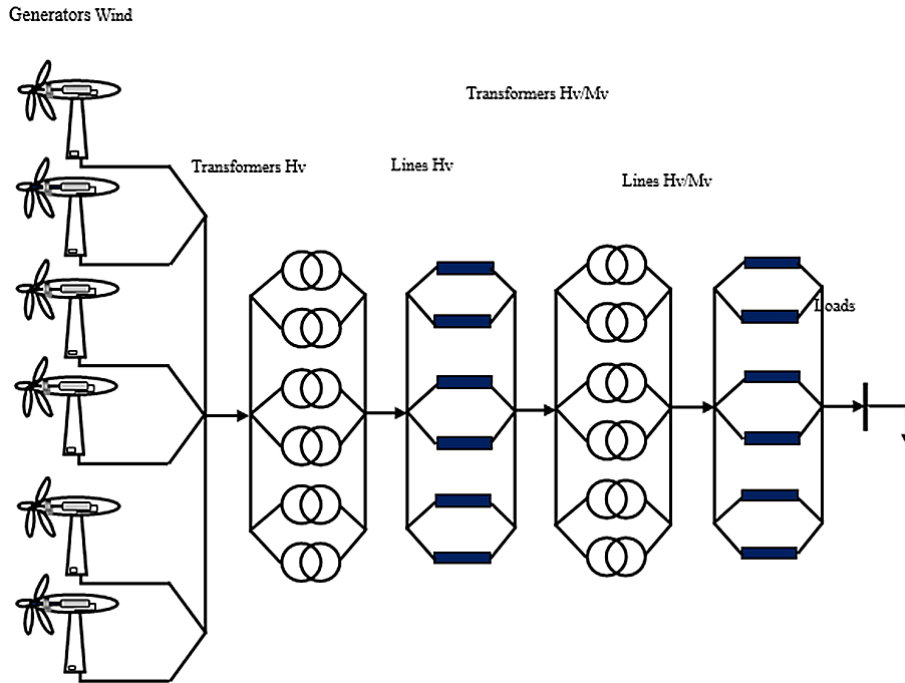 Generators Wind
Transformers Hv/Mv
Transformers Hv
Lines Hv
Lines Hv/Mv
Loads